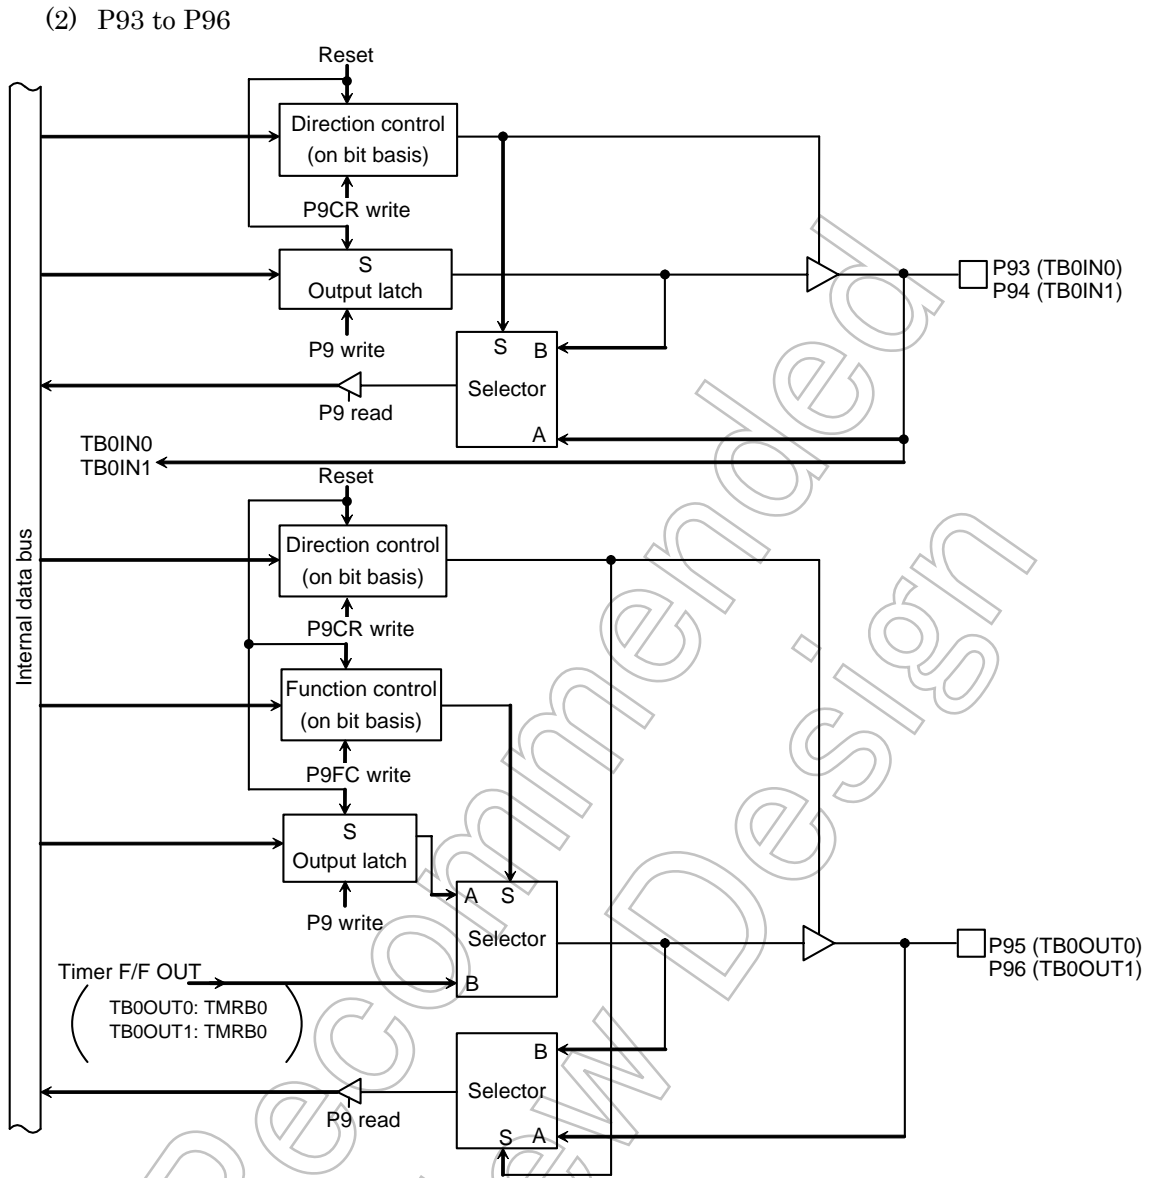 (2) P93 to P96
Reset
Direction control
(on bit basis)
P9CR write
S
Output latch
P9 write
S B
Selector
A
P9 read
P93 (TB0IN0)
P94 (TB0IN1)
TB0IN0
TB0IN1
Reset
Direction control
(on bit basis)
P9CR write
Function control
(on bit basis)
P9FC write
S
Output latch
P9 write
A S
Selector
B
Timer F/F OUT
TB0OUT0: TMRB0
TB0OUT1: TMRB0
P95 (TB0OUT0)
P96 (TB0OUT1)
B
Selector
S A
P9 read
Internal data bus
Recommended
New Design